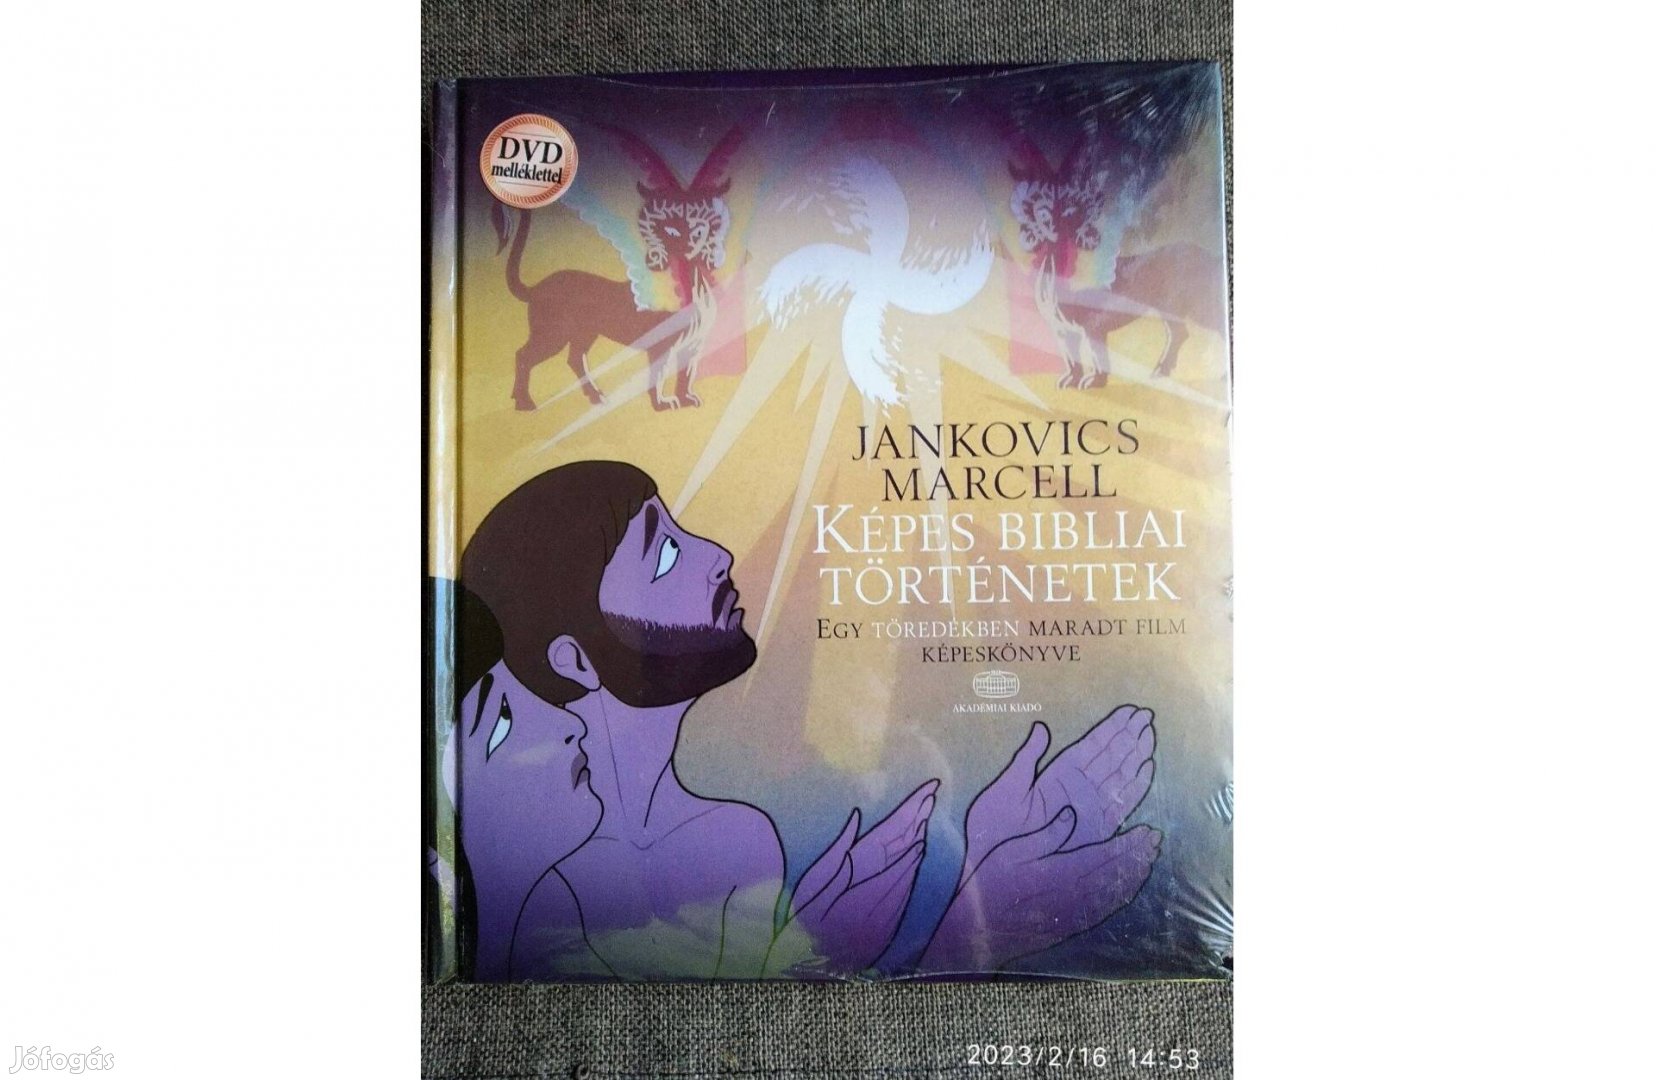 DVD
melléklettel
JANKOVICS
MARCELL
KÉPES BIBLIAI
TÖRTÉNETEK
EGY TÖREDÉKBEN MARADT FILM
KÉPESKÖNYVE
AKADÉMIAI KIADÓ
2023/2/16 14:53
Jófogás